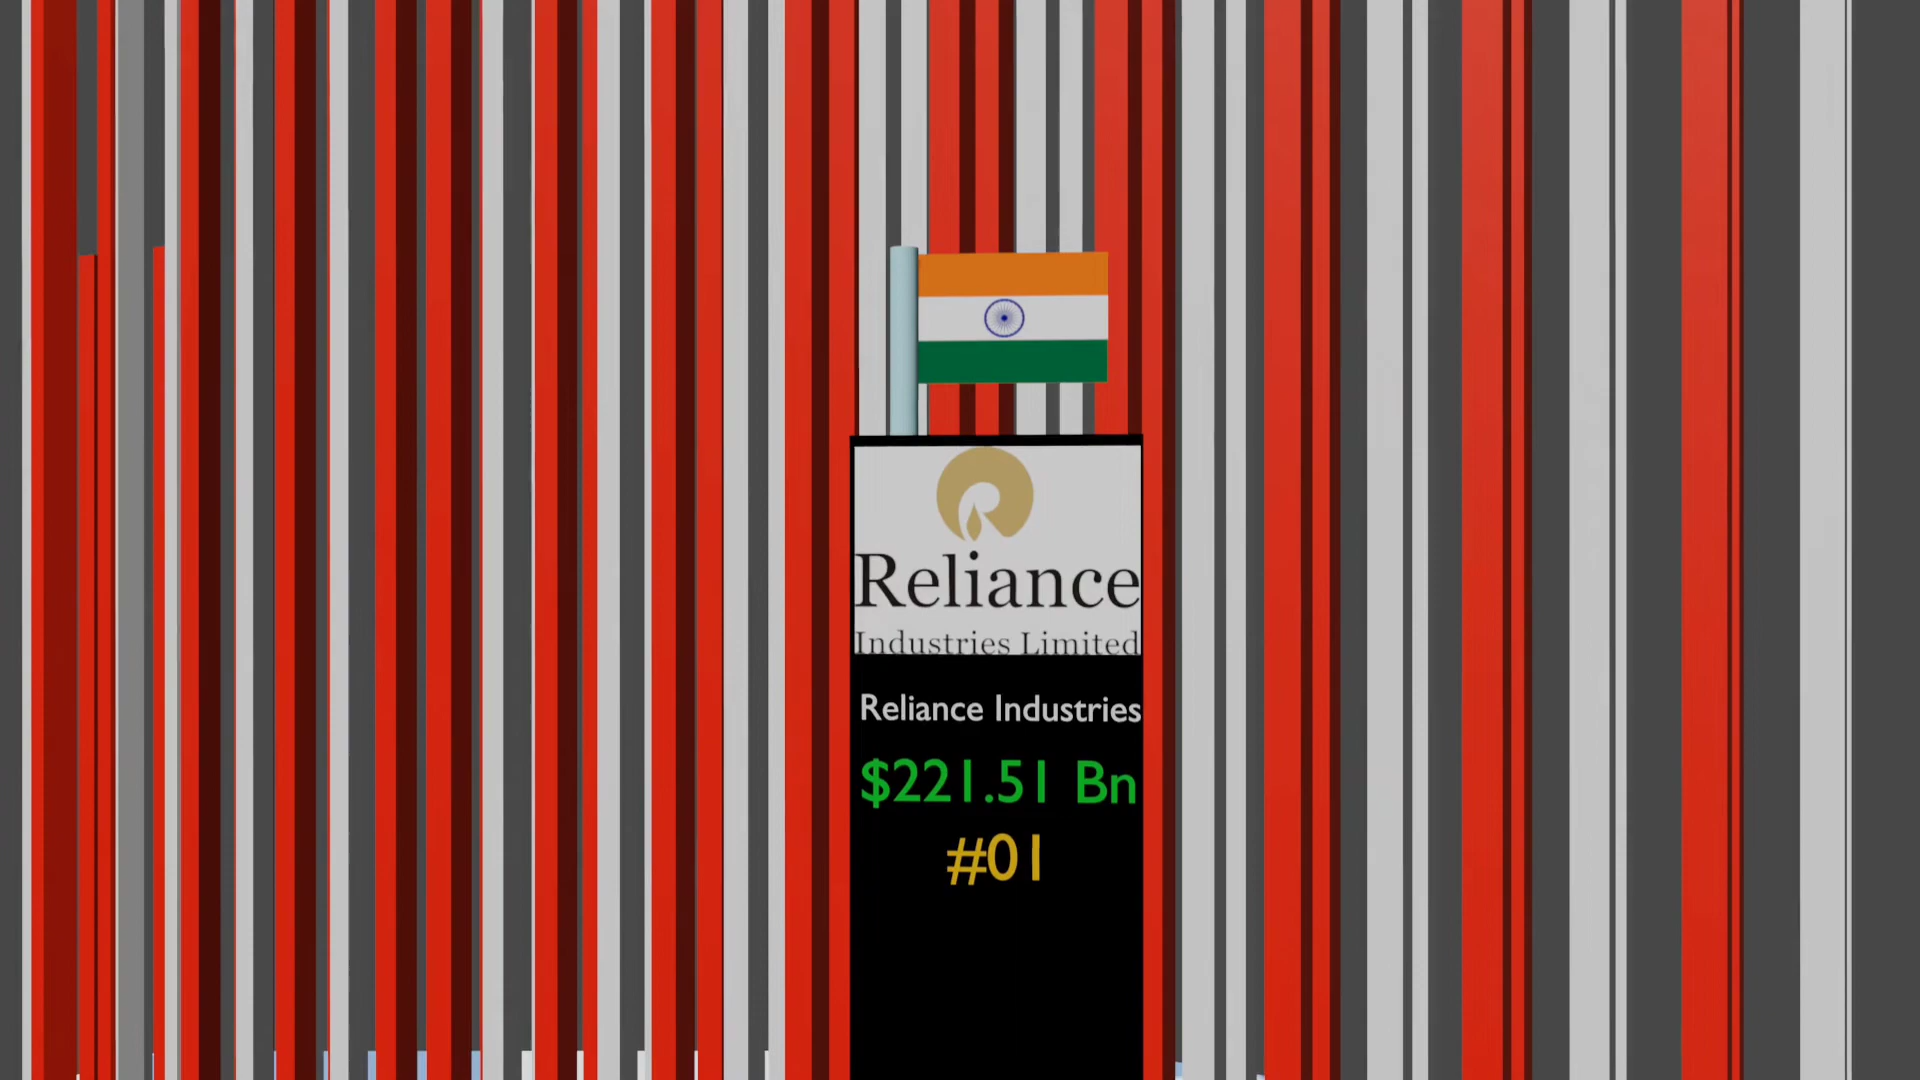 Reliance
Industries Limited
Reliance Industries
$221.51 Bn
#01